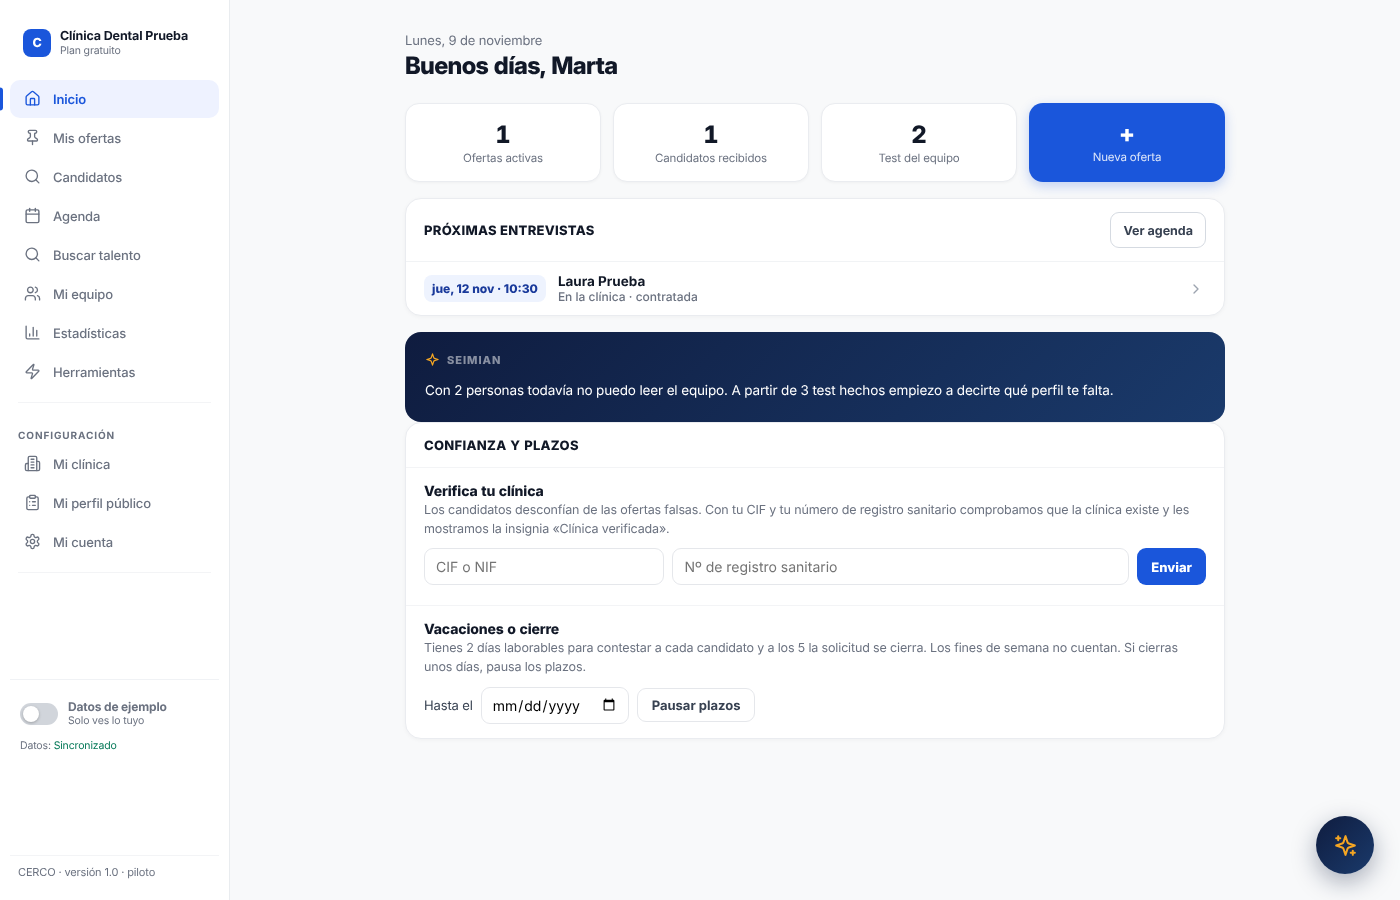 C
Clínica Dental Prueba
Plan gratuito
Inicio
Mis ofertas
Candidatos
Agenda
Buscar talento
Mi equipo
Estadísticas
Herramientas
CONFIGURACIÓN
Mi clínica
Mi perfil público
Mi cuenta
Datos de ejemplo
Solo ves lo tuyo
Datos: Sincronizado
CERCO · versión 1.0 · piloto
Lunes, 9 de noviembre
Buenos días, Marta
1
Ofertas activas
1
Candidatos recibidos
2
Test del equipo
+
Nueva oferta
PRÓXIMAS ENTREVISTAS
Ver agenda
jue, 12 nov · 10:30
Laura Prueba
En la clínica · contratada
SEIMIAN
Con 2 personas todavía no puedo leer el equipo. A partir de 3 test hechos empiezo a decirte qué perfil te falta.
CONFIANZA Y PLAZOS
Verifica tu clínica
Los candidatos desconfían de las ofertas falsas. Con tu CIF y tu número de registro sanitario comprobamos que la clínica existe y les
mostramos la insignia «Clínica verificada».
CIF o NIF
Nº de registro sanitario
Enviar
Vacaciones o cierre
Tienes 2 días laborables para contestar a cada candidato y a los 5 la solicitud se cierra. Los fines de semana no cuentan. Si cierras
unos días, pausa los plazos.
Hasta el
mm/dd/yyyy
Pausar plazos